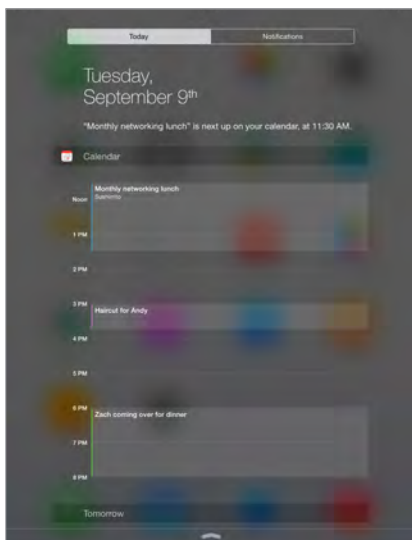 Today
Notifications
Tuesday,
September 9th
"Monthly networking lunch" is next up on your calendar, at 11:30 AM.
Calendar
Monthly networking lunch
Noon
1 PM
2 PM
3 PM
Haircut for Andy
4 PM
5 PM
6 PM
Zach coming over for dinner
7 PM
8 PM
Tomorrow